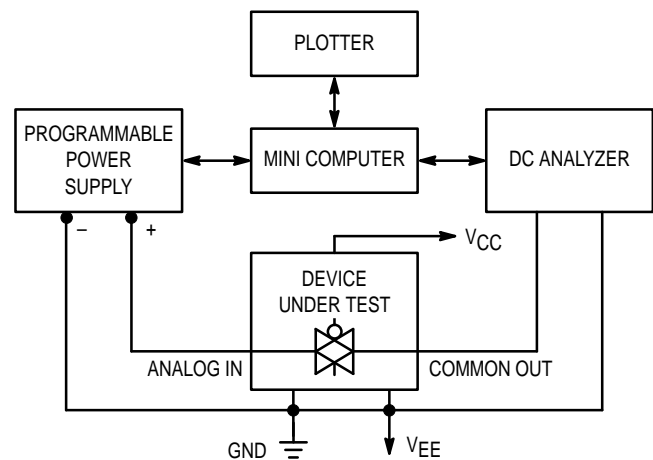 PLOTTER
PROGRAMMABLE
POWER
SUPPLY
MINI COMPUTER
DC ANALYZER
–
+
VCC
DEVICE
UNDER TEST
ANALOG IN
COMMON OUT
GND
VEE